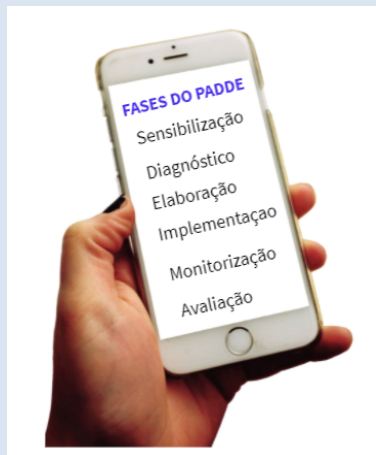 FASES DO PADDE
Sensibilização
Diagnóstico
Elaboração
Implementaçao
Monitorização
Avaliação